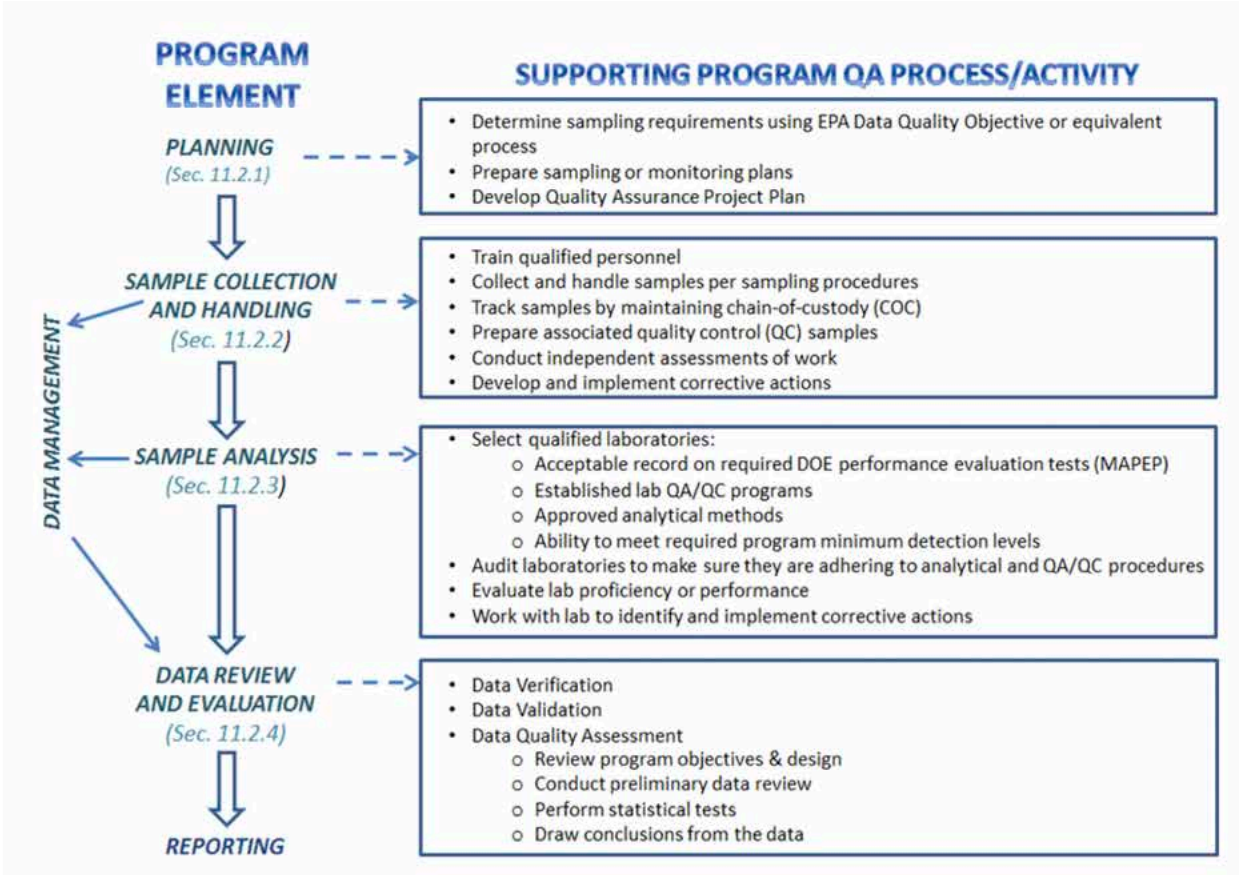 PROGRAM
ELEMENT
SUPPORTING PROGRAM QA PROCESS/ACTIVITY
PLANNING
(Sec. 11.2.1)
• Determine sampling requirements using EPA Data Quality Objective or equivalent
process
• Prepare sampling or monitoring plans
• Develop Quality Assurance Project Plan
SAMPLE COLLECTION
AND HANDLING
(Sec. 11.2.2)
• Train qualified personnel
• Collect and handle samples per sampling procedures
• Track samples by maintaining chain-of-custody (COC)
• Prepare associated quality control (QC) samples
• Conduct independent assessments of work
• Develop and implement corrective actions
DATA MANAGEMENT
SAMPLE ANALYSIS
(Sec. 11.2.3)
• Select qualified laboratories:
o Acceptable record on required DOE performance evaluation tests (MAPEP)
o Established lab QA/QC programs
o Approved analytical methods
o Ability to meet required program minimum detection levels
• Audit laboratories to make sure they are adhering to analytical and QA/QC procedures
• Evaluate lab proficiency or performance
• Work with lab to identify and implement corrective actions
DATA REVIEW
AND EVALUATION
(Sec. 11.2.4)
• Data Verification
• Data Validation
• Data Quality Assessment
o Review program objectives & design
o Conduct preliminary data review
o Perform statistical tests
o Draw conclusions from the data
REPORTING